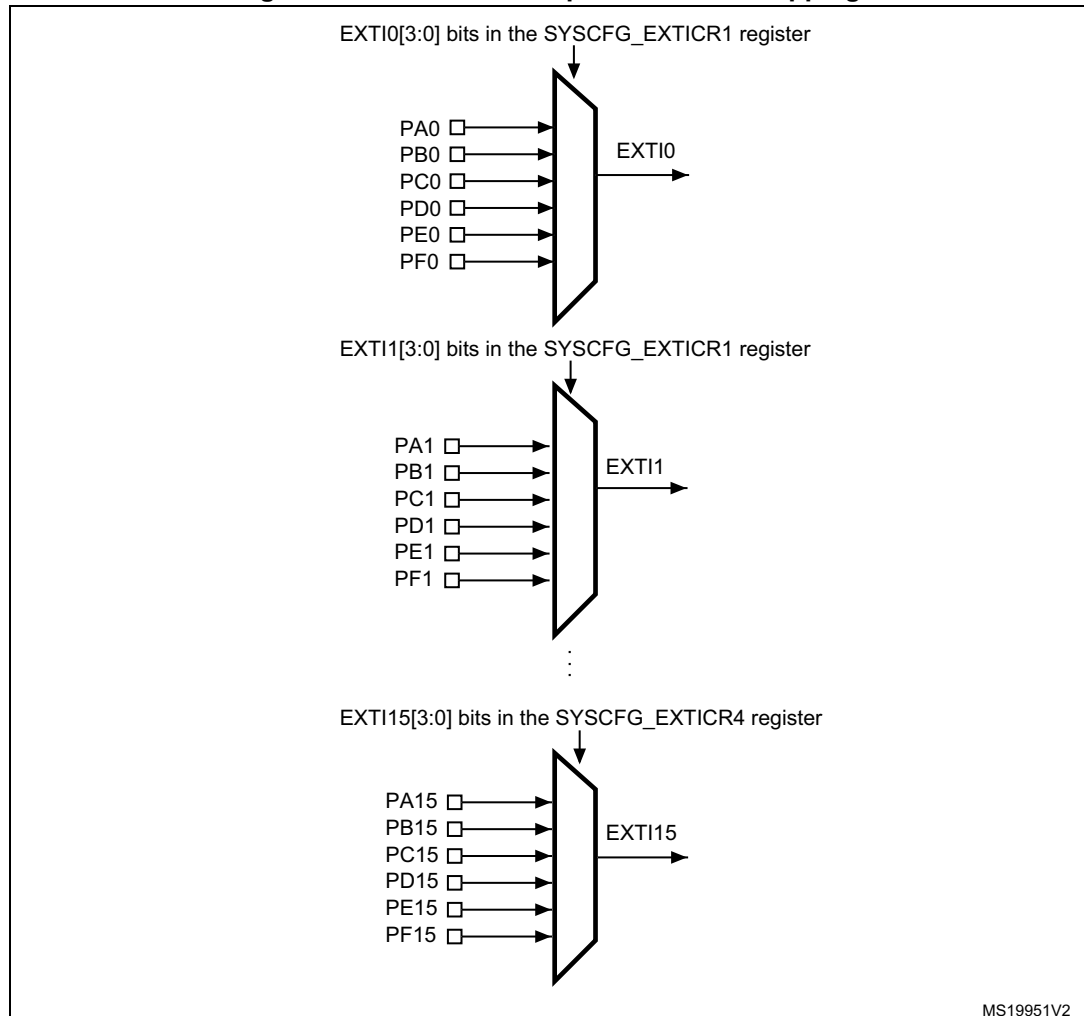 EXTI0[3:0] bits in the SYSCFG_EXTICR1 register
PA0
PB0
PC0
PD0
PE0
PF0
EXTI0
EXTI1[3:0] bits in the SYSCFG_EXTICR1 register
PA1
PB1
PC1
PD1
PE1
PF1
EXTI1
EXTI15[3:0] bits in the SYSCFG_EXTICR4 register
PA15
PB15
PC15
PD15
PE15
PF15
EXTI15
MS19951V2